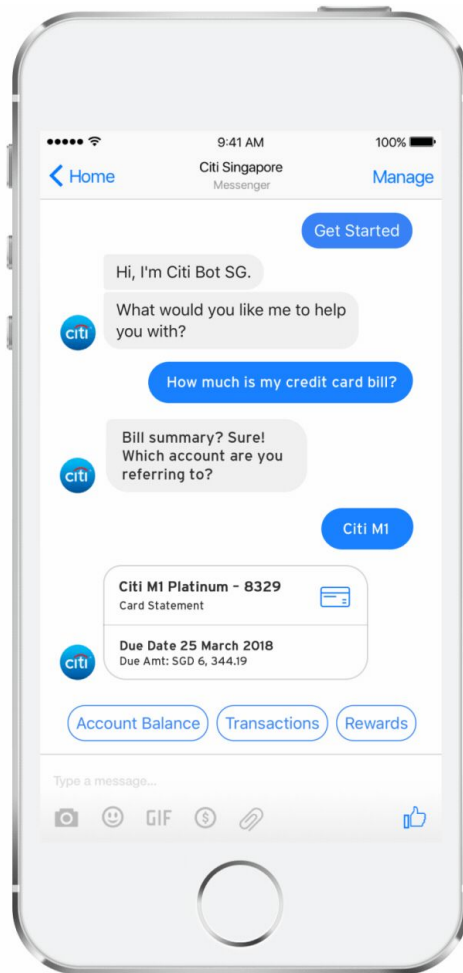 9:41 AM 100%
Home Citi Singapore Manage
Messenger
Get Started
Hi, I'm Citi Bot SG.
What would you like me to help
you with?
citi
How much is my credit card bill?
Bill summary? Sure!
Which account are you
referring to?
citi
Citi M1
Citi M1 Platinum – 8329
Card Statement
Due Date 25 March 2018
Due Amt: SGD 6, 344.19
citi
Account Balance Transactions Rewards
Type a message...
GIF $